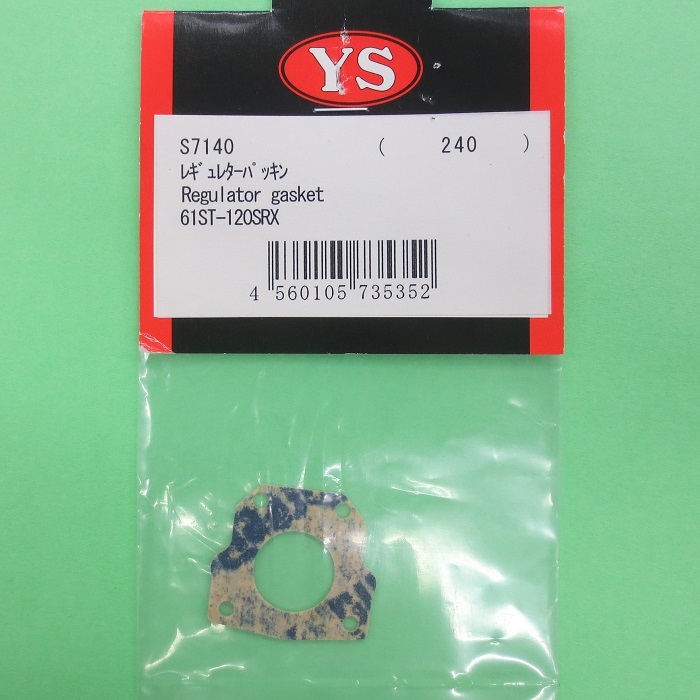 YS
S7140 ( 240 )
ﾚｷﾞｭﾚﾀｰﾊﾟｯｷﾝ
Regulator gasket
61ST-120SRX
4 560105 735352